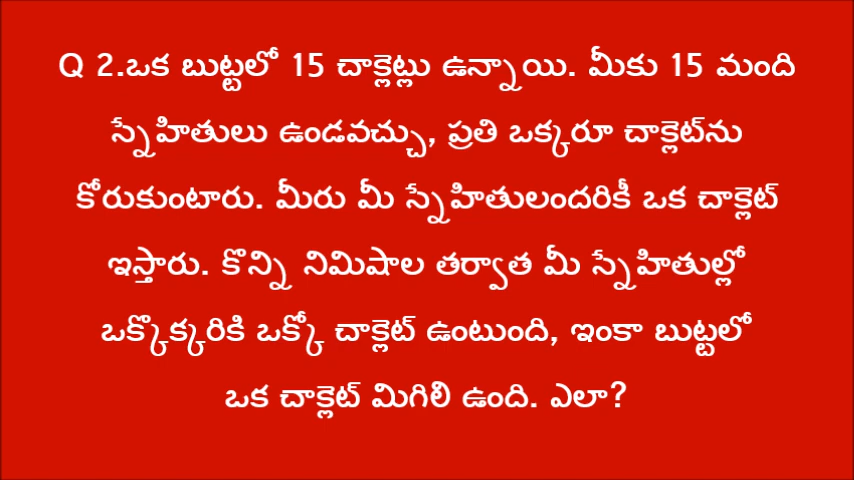 Q 2.ఒక బుట్టలో 15 చాక్లెట్లు ఉన్నాయి. మీకు 15 మంది
స్నేహితులు ఉండవచ్చు, ప్రతి ఒక్కరూ చాక్లెట్‌ను
కోరుకుంటారు. మీరు మీ స్నేహితులందరికీ ఒక చాక్లెట్
ఇస్తారు. కొన్ని నిమిషాల తర్వాత మీ స్నేహితుల్లో
ఒక్కొక్కరికి ఒక్కో చాక్లెట్ ఉంటుంది, ఇంకా బుట్టలో
ఒక చాక్లెట్ మిగిలి ఉంది. ఎలా?